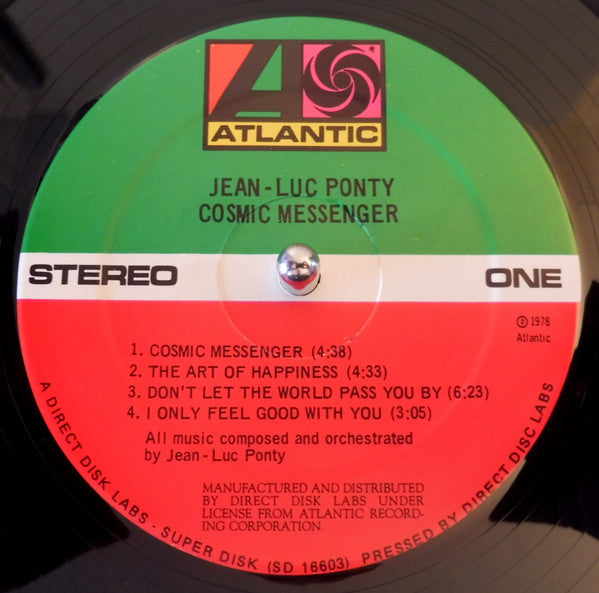 ATLANTIC
®
JEAN-LUC PONTY
COSMIC MESSENGER
STEREO
ONE
℗ 1978
Atlantic
1. COSMIC MESSENGER (4:38)
2. THE ART OF HAPPINESS (4:33)
3. DON'T LET THE WORLD PASS YOU BY (6:23)
4. I ONLY FEEL GOOD WITH YOU (3:05)
All music composed and orchestrated
by Jean-Luc Ponty
MANUFACTURED AND DISTRIBUTED
BY DIRECT DISK LABS UNDER
LICENSE FROM ATLANTIC RECORD-
ING CORPORATION.
A DIRECT DISK LABS - SUPER DISK (SD 16603) PRESSED BY DIRECT DISC LABS